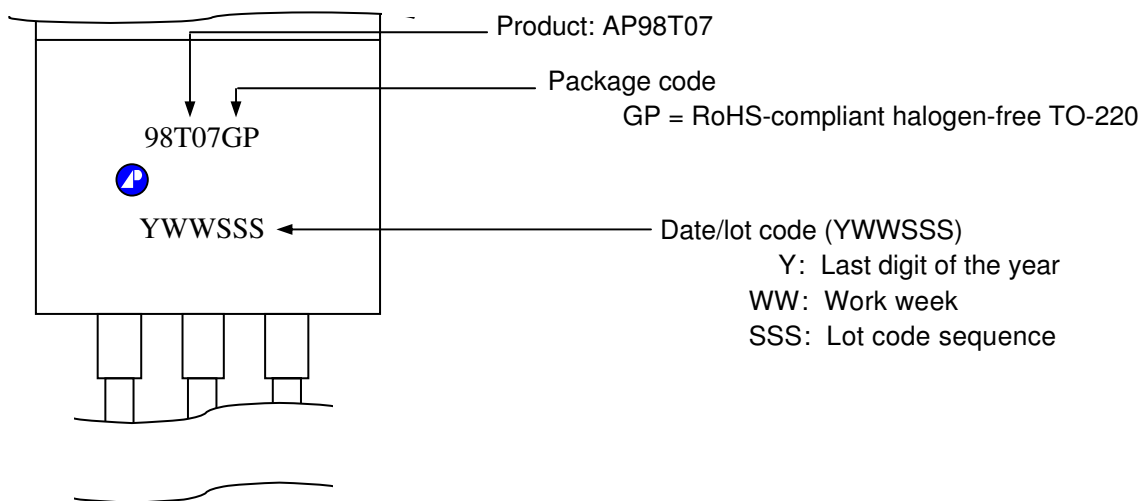 Product: AP98T07
Package code
GP = RoHS-compliant halogen-free TO-220
98T07GP
YWWSSS
Date/lot code (YWWSSS)
Y: Last digit of the year
WW: Work week
SSS: Lot code sequence